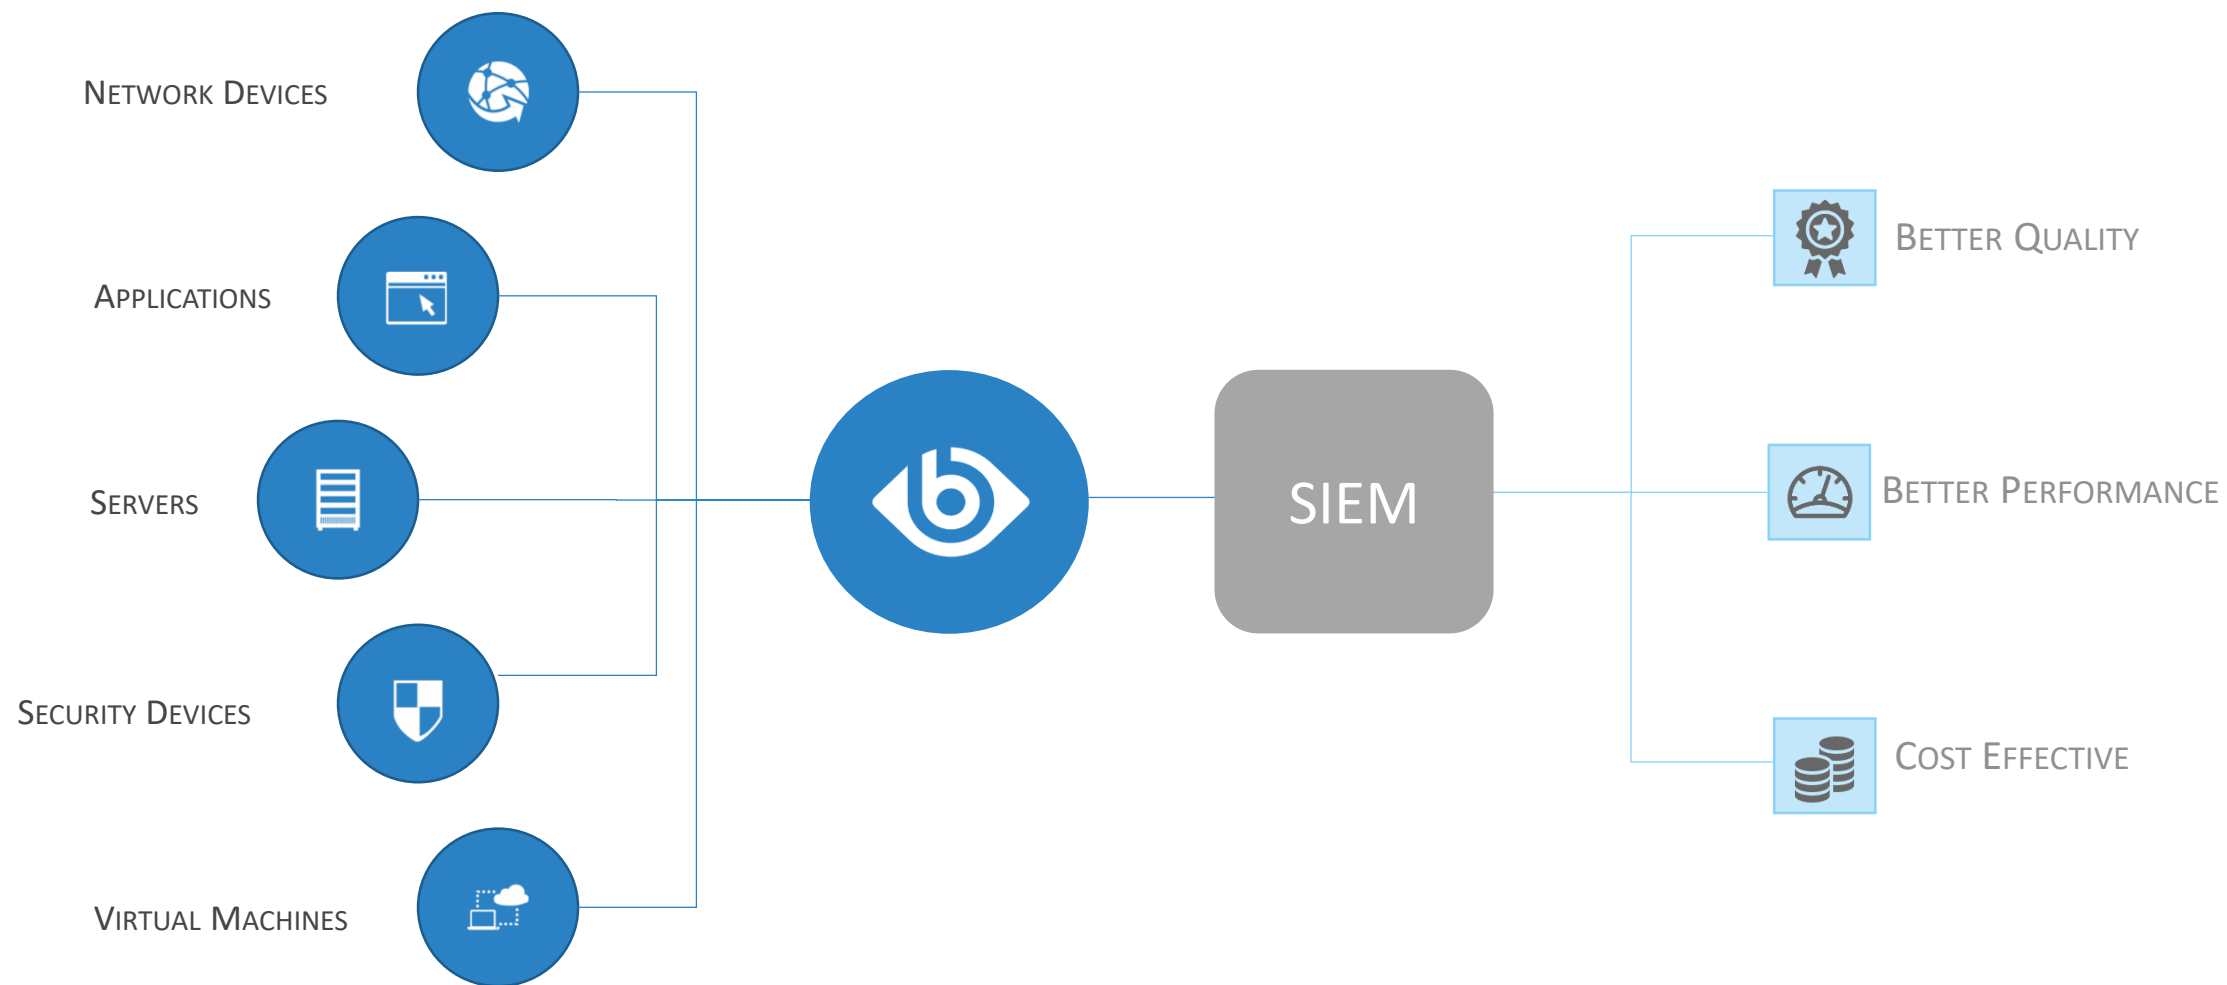 Network Devices
Applications
Servers
Security Devices
Virtual Machines
b
SIEM
Better Quality
Better Performance
Cost Effective